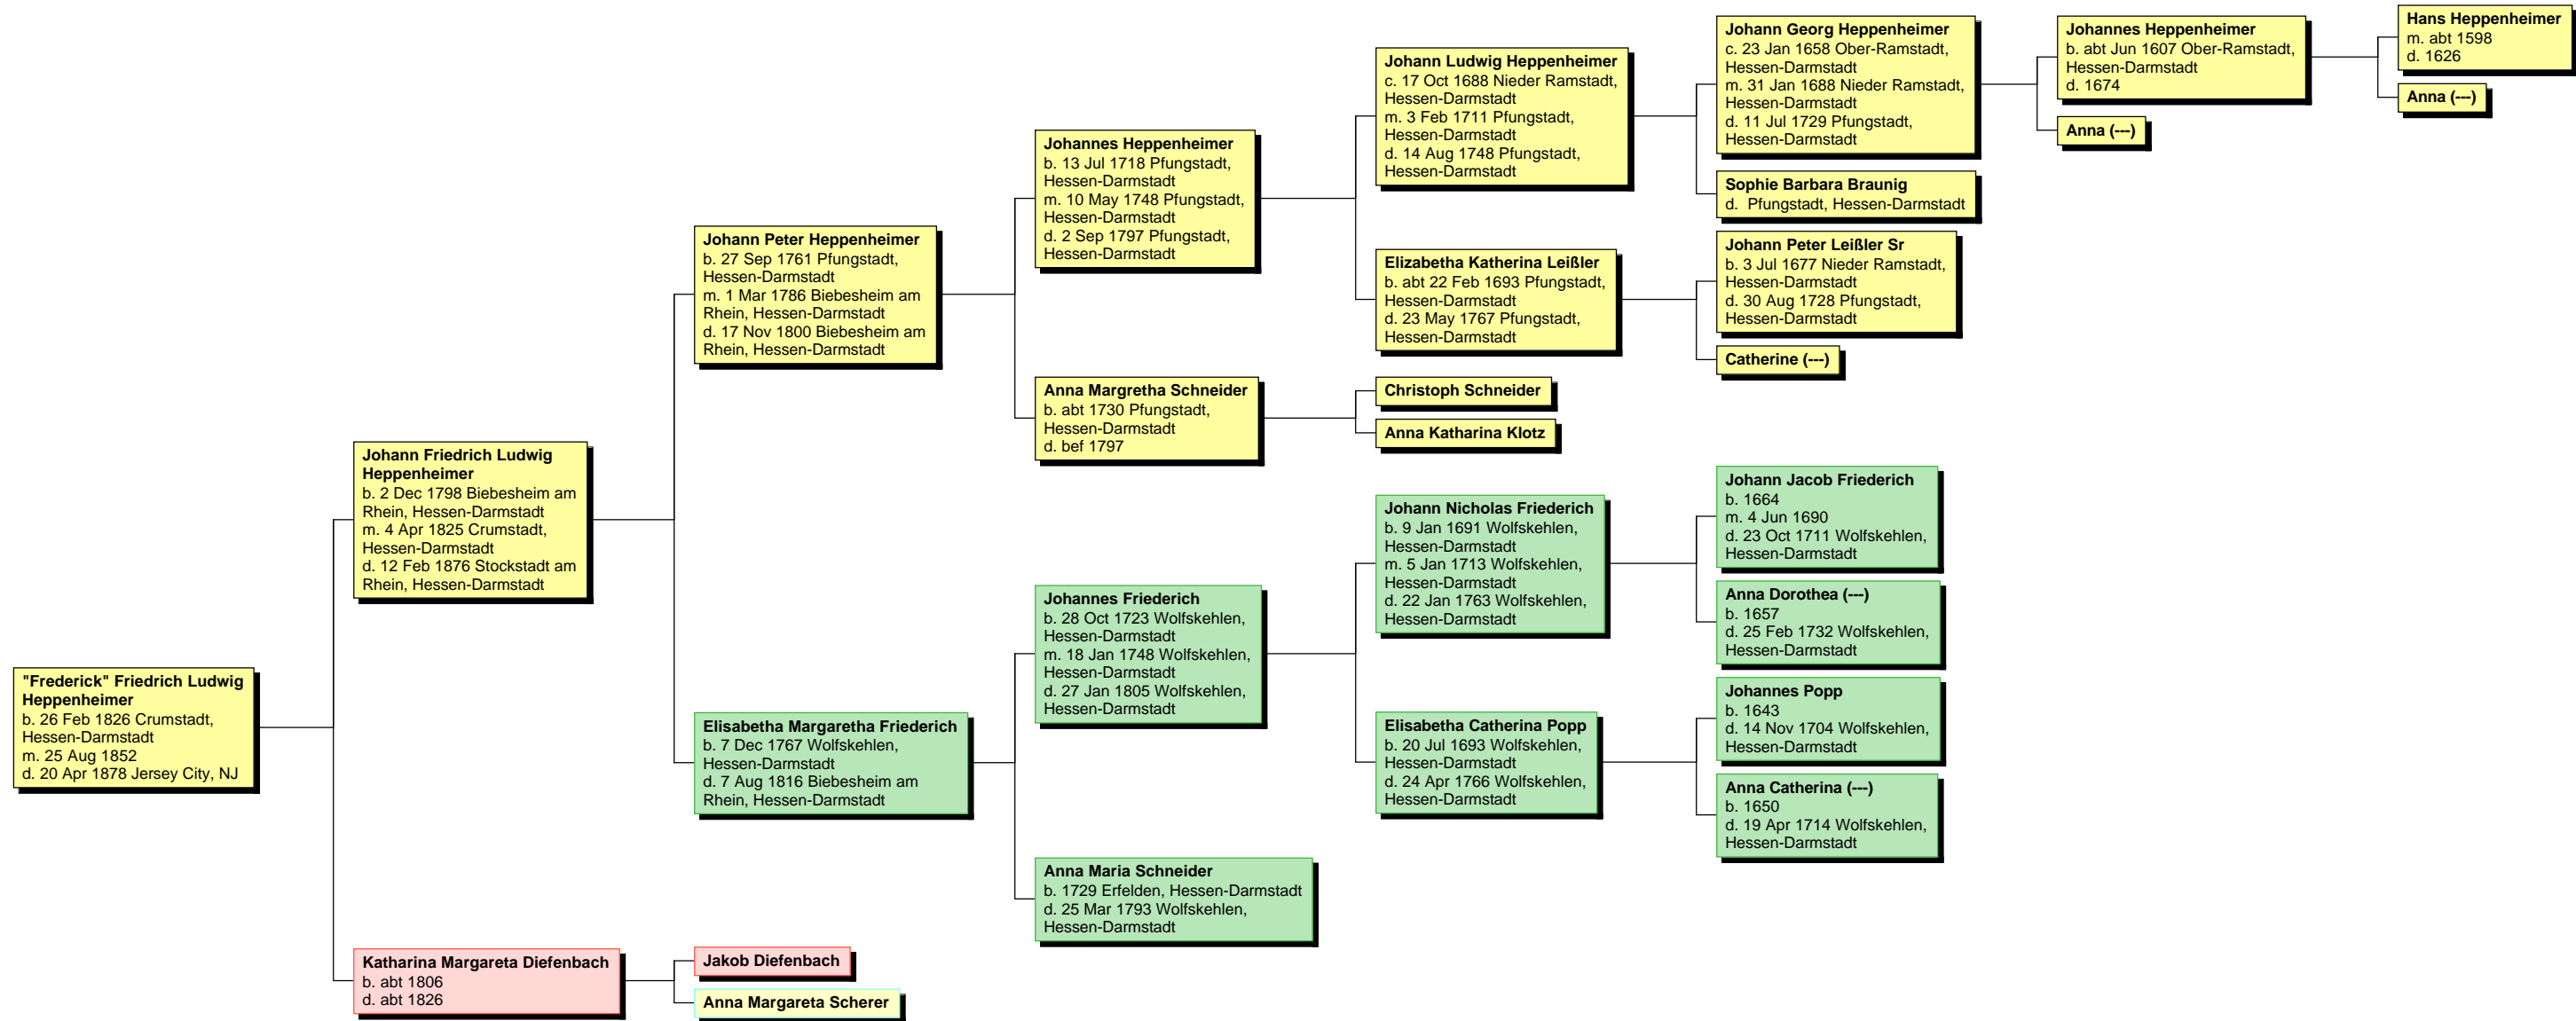 "Frederick" Friedrich Ludwig
Heppenheimer
b. 26 Feb 1826 Crumstadt,
Hessen-Darmstadt
m. 25 Aug 1852
d. 20 Apr 1878 Jersey City, NJ
Johann Friedrich Ludwig
Heppenheimer
b. 2 Dec 1798 Biebesheim am
Rhein, Hessen-Darmstadt
m. 4 Apr 1825 Crumstadt,
Hessen-Darmstadt
d. 12 Feb 1876 Stockstadt am
Rhein, Hessen-Darmstadt
Katharina Margareta Diefenbach
b. abt 1806
d. abt 1826
Johann Peter Heppenheimer
b. 27 Sep 1761 Pfungstadt,
Hessen-Darmstadt
m. 1 Mar 1786 Biebesheim am
Rhein, Hessen-Darmstadt
d. 17 Nov 1800 Biebesheim am
Rhein, Hessen-Darmstadt
Elisabetha Margaretha Friederich
b. 7 Dec 1767 Wolfskehlen,
Hessen-Darmstadt
d. 7 Aug 1816 Biebesheim am
Rhein, Hessen-Darmstadt
Jakob Diefenbach
Anna Margareta Scherer
Johannes Heppenheimer
b. 13 Jul 1718 Pfungstadt,
Hessen-Darmstadt
m. 10 May 1748 Pfungstadt,
Hessen-Darmstadt
d. 2 Sep 1797 Pfungstadt,
Hessen-Darmstadt
Anna Margretha Schneider
b. abt 1730 Pfungstadt,
Hessen-Darmstadt
d. bef 1797
Johannes Friederich
b. 28 Oct 1723 Wolfskehlen,
Hessen-Darmstadt
m. 18 Jan 1748 Wolfskehlen,
Hessen-Darmstadt
d. 27 Jan 1805 Wolfskehlen,
Hessen-Darmstadt
Anna Maria Schneider
b. 1729 Erfelden, Hessen-Darmstadt
d. 25 Mar 1793 Wolfskehlen,
Hessen-Darmstadt
Johann Ludwig Heppenheimer
c. 17 Oct 1688 Nieder Ramstadt,
Hessen-Darmstadt
m. 3 Feb 1711 Pfungstadt,
Hessen-Darmstadt
d. 14 Aug 1748 Pfungstadt,
Hessen-Darmstadt
Elizabetha Katherina Leißler
b. abt 22 Feb 1693 Pfungstadt,
Hessen-Darmstadt
d. 23 May 1767 Pfungstadt,
Hessen-Darmstadt
Christoph Schneider
Anna Katharina Klotz
Johann Nicholas Friederich
b. 9 Jan 1691 Wolfskehlen,
Hessen-Darmstadt
m. 5 Jan 1713 Wolfskehlen,
Hessen-Darmstadt
d. 22 Jan 1763 Wolfskehlen,
Hessen-Darmstadt
Elisabetha Catherina Popp
b. 20 Jul 1693 Wolfskehlen,
Hessen-Darmstadt
d. 24 Apr 1766 Wolfskehlen,
Hessen-Darmstadt
Johann Georg Heppenheimer
c. 23 Jan 1658 Ober-Ramstadt,
Hessen-Darmstadt
m. 31 Jan 1688 Nieder Ramstadt,
Hessen-Darmstadt
d. 11 Jul 1729 Pfungstadt,
Hessen-Darmstadt
Sophie Barbara Braunig
d. Pfungstadt, Hessen-Darmstadt
Johann Peter Leißler Sr
b. 3 Jul 1677 Nieder Ramstadt,
Hessen-Darmstadt
d. 30 Aug 1728 Pfungstadt,
Hessen-Darmstadt
Catherine (---)
Johann Jacob Friederich
b. 1664
m. 4 Jun 1690
d. 23 Oct 1711 Wolfskehlen,
Hessen-Darmstadt
Anna Dorothea (---)
b. 1657
d. 25 Feb 1732 Wolfskehlen,
Hessen-Darmstadt
Johannes Popp
b. 1643
d. 14 Nov 1704 Wolfskehlen,
Hessen-Darmstadt
Anna Catherina (---)
b. 1650
d. 19 Apr 1714 Wolfskehlen,
Hessen-Darmstadt
Johannes Heppenheimer
b. abt Jun 1607 Ober-Ramstadt,
Hessen-Darmstadt
d. 1674
Anna (---)
Hans Heppenheimer
m. abt 1598
d. 1626
Anna (---)